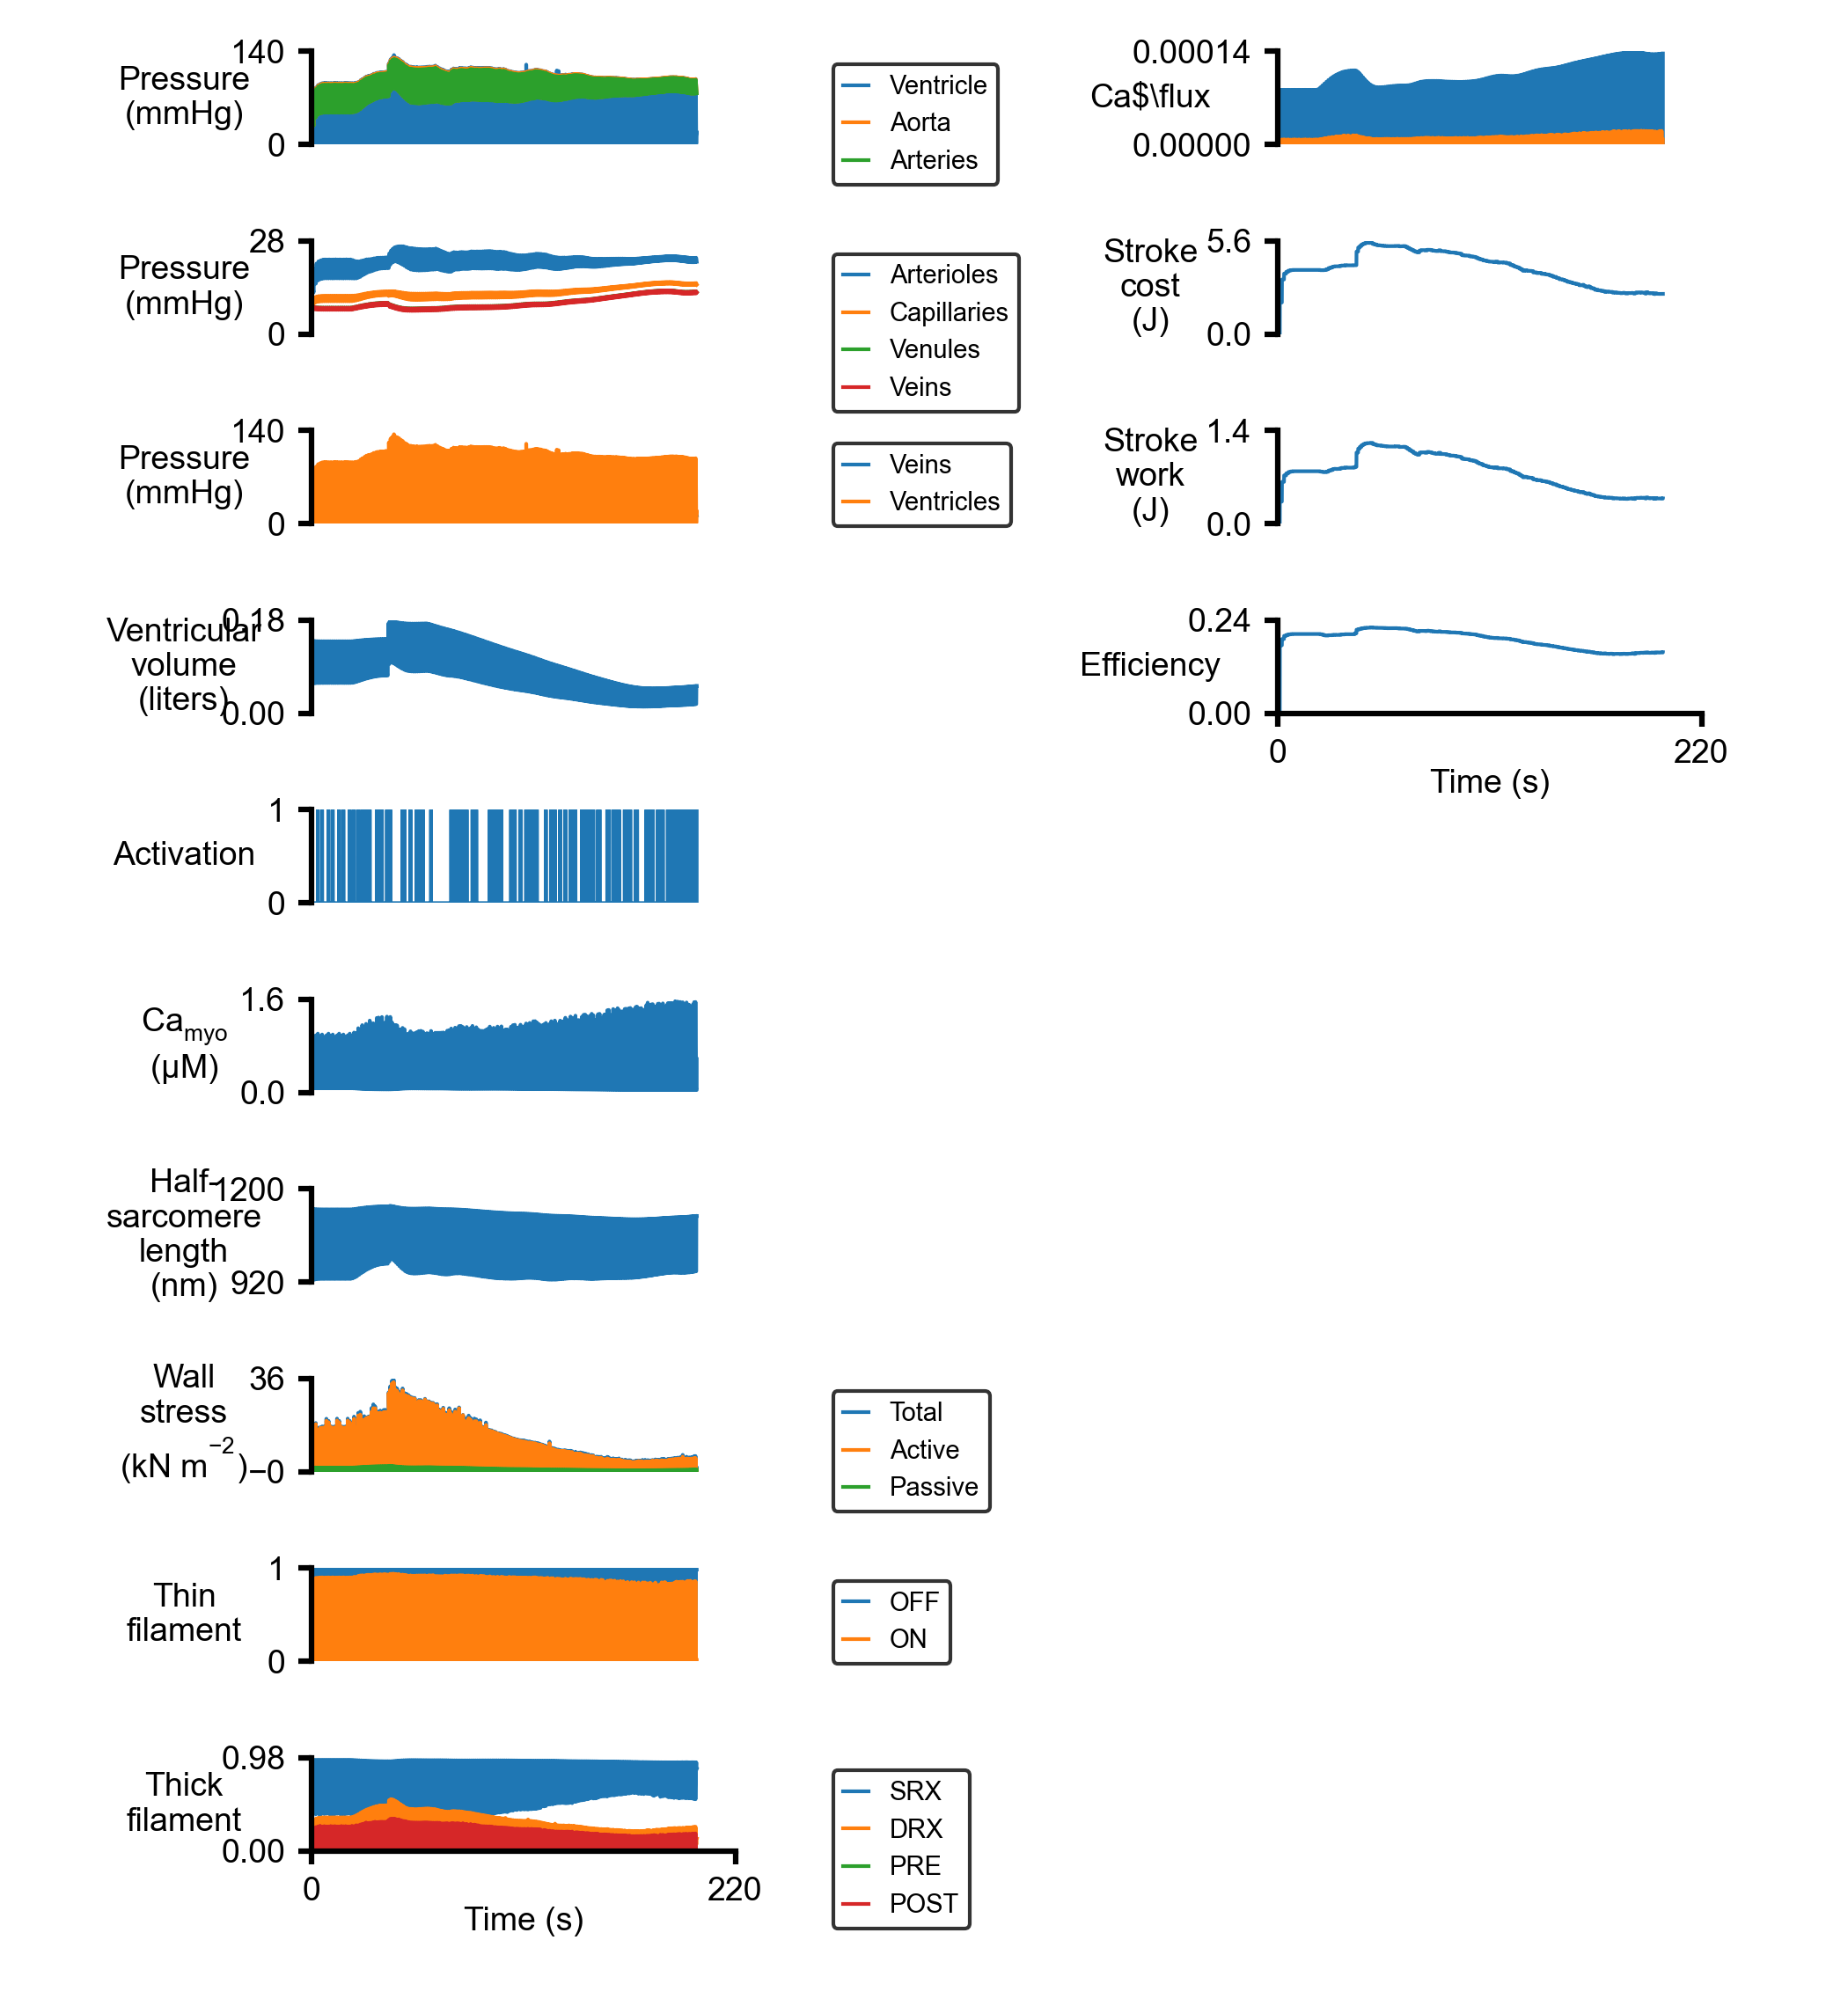 140
Pressure
(mmHg)
0
Ventricle
Aorta
Arteries
28
Pressure
(mmHg)
0
Arterioles
Capillaries
Venules
Veins
140
Pressure
(mmHg)
0
Veins
Ventricles
0.18
Ventricular
volume
(liters)
0.00
1
Activation
0
1.6
Ca_myo
(µM)
0.0
1200
Half-
sarcomere
length
(nm)
920
36
Wall
stress
(kN m^−2)
−0
Total
Active
Passive
1
Thin
filament
0
OFF
ON
0.98
Thick
filament
0.00
SRX
DRX
PRE
POST
0 220
Time (s)
0.00014
Ca$\flux
0.00000
5.6
Stroke
cost
(J)
0.0
1.4
Stroke
work
(J)
0.0
0.24
Efficiency
0.00
0 220
Time (s)